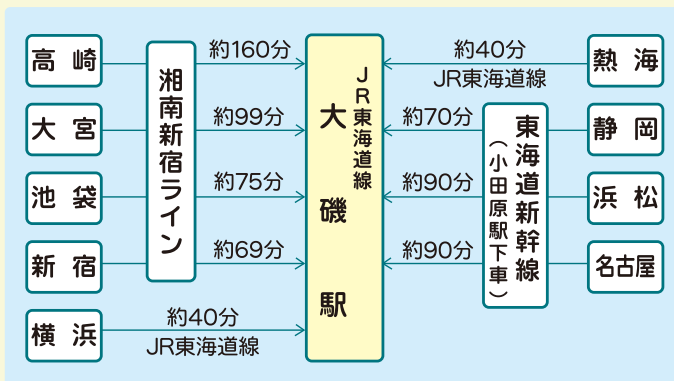 高崎
大宮
池袋
新宿
横浜
湘南新宿ライン
約160分
約99分
約75分
約69分
約40分
JR東海道線
JR東海道線
大磯駅
約40分
JR東海道線
約70分
約90分
約90分
東海道新幹線
（小田原駅下車）
熱海
静岡
浜松
名古屋